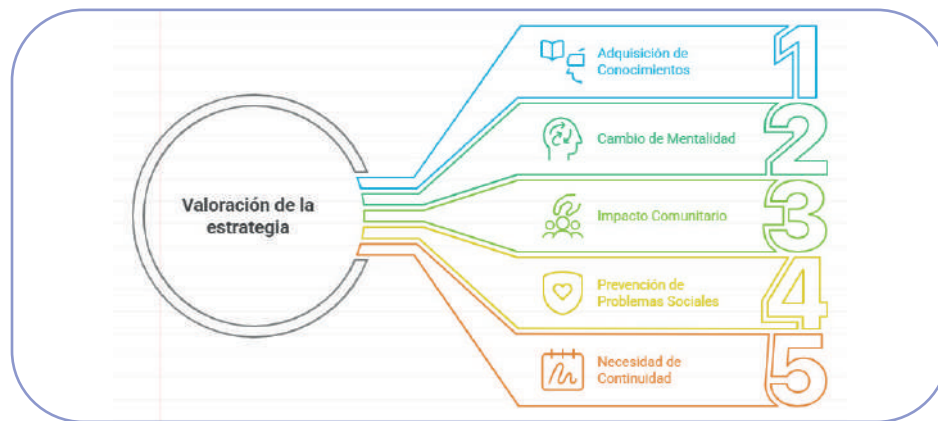 Valoración de la
estrategia
Adquisición de
Conocimientos
1
Cambio de Mentalidad
2
Impacto Comunitario
3
Prevención de
Problemas Sociales
4
Necesidad de
Continuidad
5